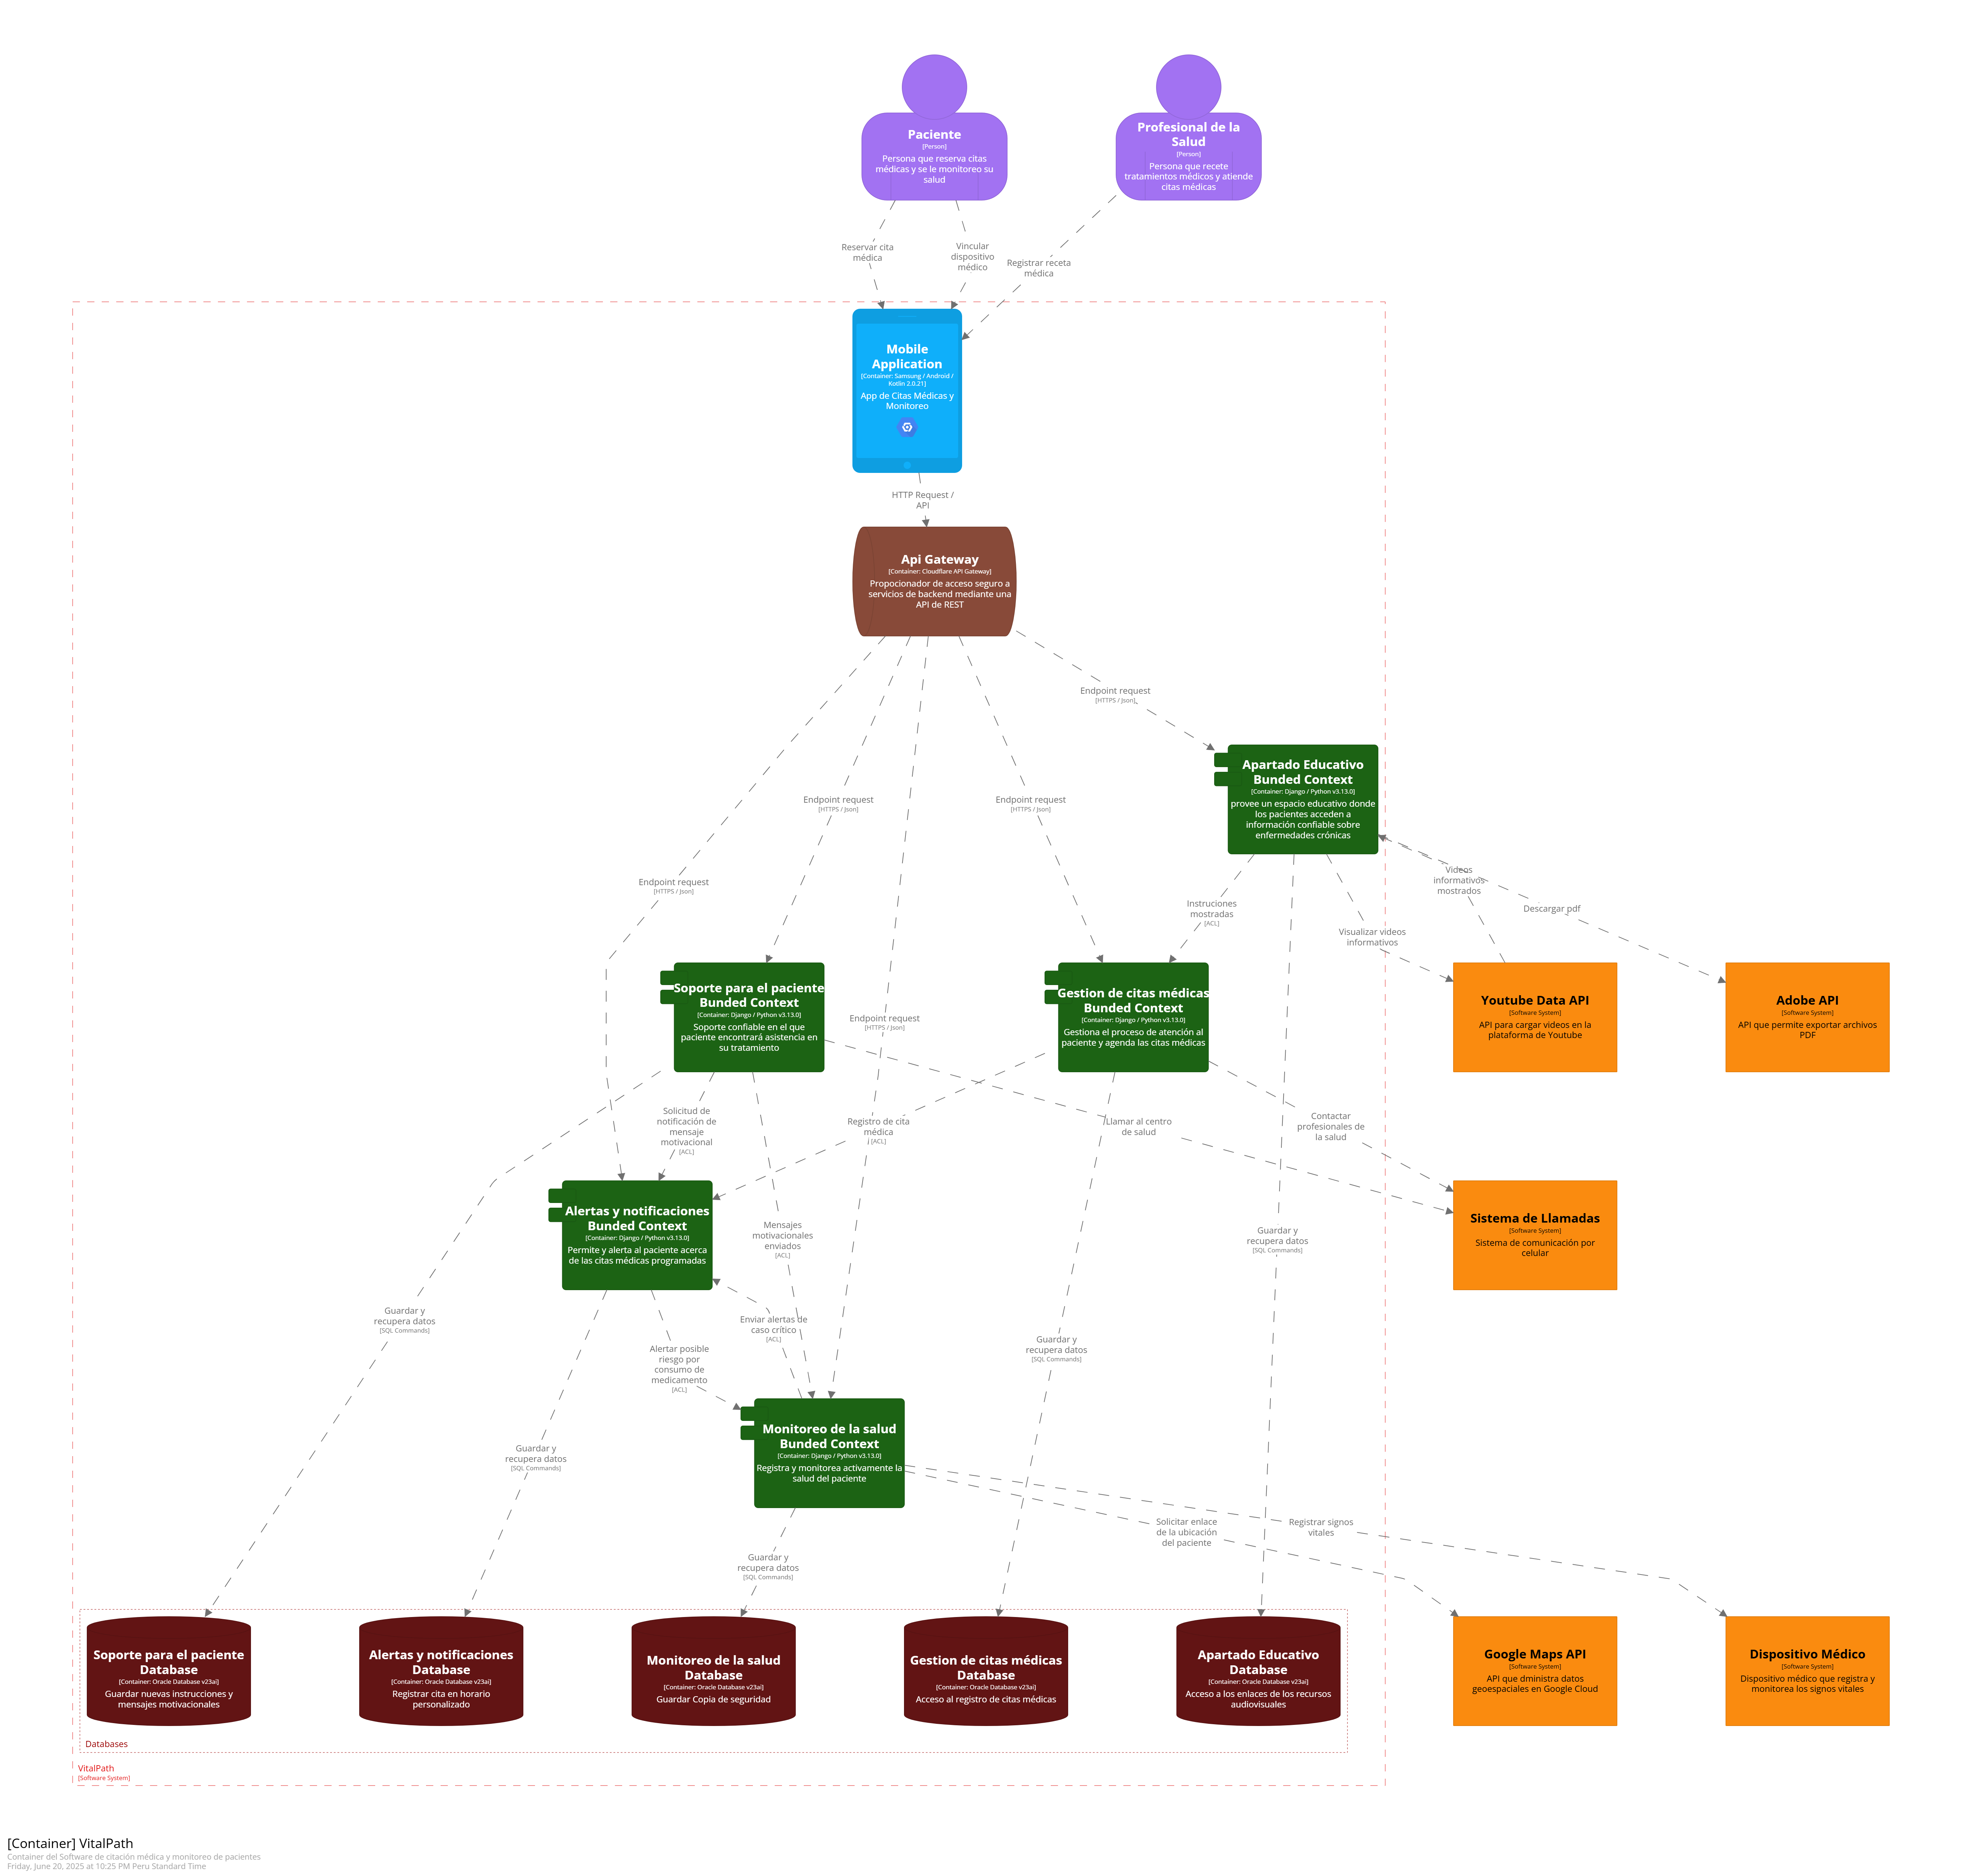 Paciente
[Person]
Persona que reserva citas
médicas y se le monitoreo su
salud
Profesional de la
Salud
[Person]
Persona que recete
tratamientos médicos y atiende
citas médicas
Reservar cita
médica
Vincular
dispositivo
médico
Registrar receta
médica
Mobile
Application
[Container: Samsung / Android /
Kotlin 2.0.21]
App de Citas Médicas y
Monitoreo
HTTP Request /
API
Api Gateway
[Container: Cloudflare API Gateway]
Propocionador de acceso seguro a
servicios de backend mediante una
API de REST
Endpoint request
[HTTPS / Json]
Apartado Educativo
Bunded Context
[Container: Django / Python v3.13.0]
provee un espacio educativo donde
los pacientes acceden a
información confiable sobre
enfermedades crónicas
Endpoint request
[HTTPS / Json]
Endpoint request
[HTTPS / Json]
Endpoint request
[HTTPS / Json]
Videos
informativos
mostrados
Descargar pdf
Instruciones
mostradas
[ACL]
Visualizar videos
informativos
Soporte para el paciente
Bunded Context
[Container: Django / Python v3.13.0]
Soporte confiable en el que
paciente encontrará asistencia en
su tratamiento
Endpoint request
[HTTPS / Json]
Gestion de citas médicas
Bunded Context
[Container: Django / Python v3.13.0]
Gestiona el proceso de atención al
paciente y agenda las citas médicas
Youtube Data API
[Software System]
API para cargar videos en la
plataforma de Youtube
Adobe API
[Software System]
API que permite exportar archivos
PDF
Solicitud de
notificación de
mensaje
motivacional
[ACL]
Registro de cita
médica
[ACL]
Llamar al centro
de salud
Contactar
profesionales de
la salud
Alertas y notificaciones
Bunded Context
[Container: Django / Python v3.13.0]
Permite y alerta al paciente acerca
de las citas médicas programadas
Mensajes
motivacionales
enviados
[ACL]
Guardar y
recupera datos
[SQL Commands]
Sistema de Llamadas
[Software System]
Sistema de comunicación por
celular
Guardar y
recupera datos
[SQL Commands]
Enviar alertas de
caso crítico
[ACL]
Alertar posible
riesgo por
consumo de
medicamento
[ACL]
Guardar y
recupera datos
[SQL Commands]
Guardar y
recupera datos
[SQL Commands]
Monitoreo de la salud
Bunded Context
[Container: Django / Python v3.13.0]
Registra y monitorea activamente la
salud del paciente
Solicitar enlace
de la ubicación
del paciente
Registrar signos
vitales
Guardar y
recupera datos
[SQL Commands]
Soporte para el paciente
Database
[Container: Oracle Database v23ai]
Guardar nuevas instrucciones y
mensajes motivacionales
Alertas y notificaciones
Database
[Container: Oracle Database v23ai]
Registrar cita en horario
personalizado
Monitoreo de la salud
Database
[Container: Oracle Database v23ai]
Guardar Copia de seguridad
Gestion de citas médicas
Database
[Container: Oracle Database v23ai]
Acceso al registro de citas médicas
Apartado Educativo
Database
[Container: Oracle Database v23ai]
Acceso a los enlaces de los recursos
audiovisuales
Google Maps API
[Software System]
API que dministra datos
geoespaciales en Google Cloud
Dispositivo Médico
[Software System]
Dispositivo médico que registra y
monitorea los signos vitales
Databases
VitalPath
[Software System]
[Container] VitalPath
Container del Software de citación médica y monitoreo de pacientes
Friday, June 20, 2025 at 10:25 PM Peru Standard Time